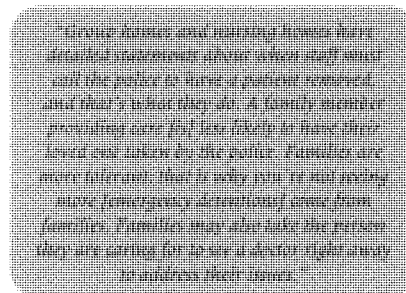 "Group homes and nursing homes have
detailed statements about when staff must
call the police to have a patient removed,
and that's what they do. A family member
providing care [is] less likely to have their
loved one taken by the police. Families are
more tolerant, that is why you're not seeing
more [emergency detentions] come from
families. Families may also take the person
they are caring for to see a doctor right away
to address their issues."